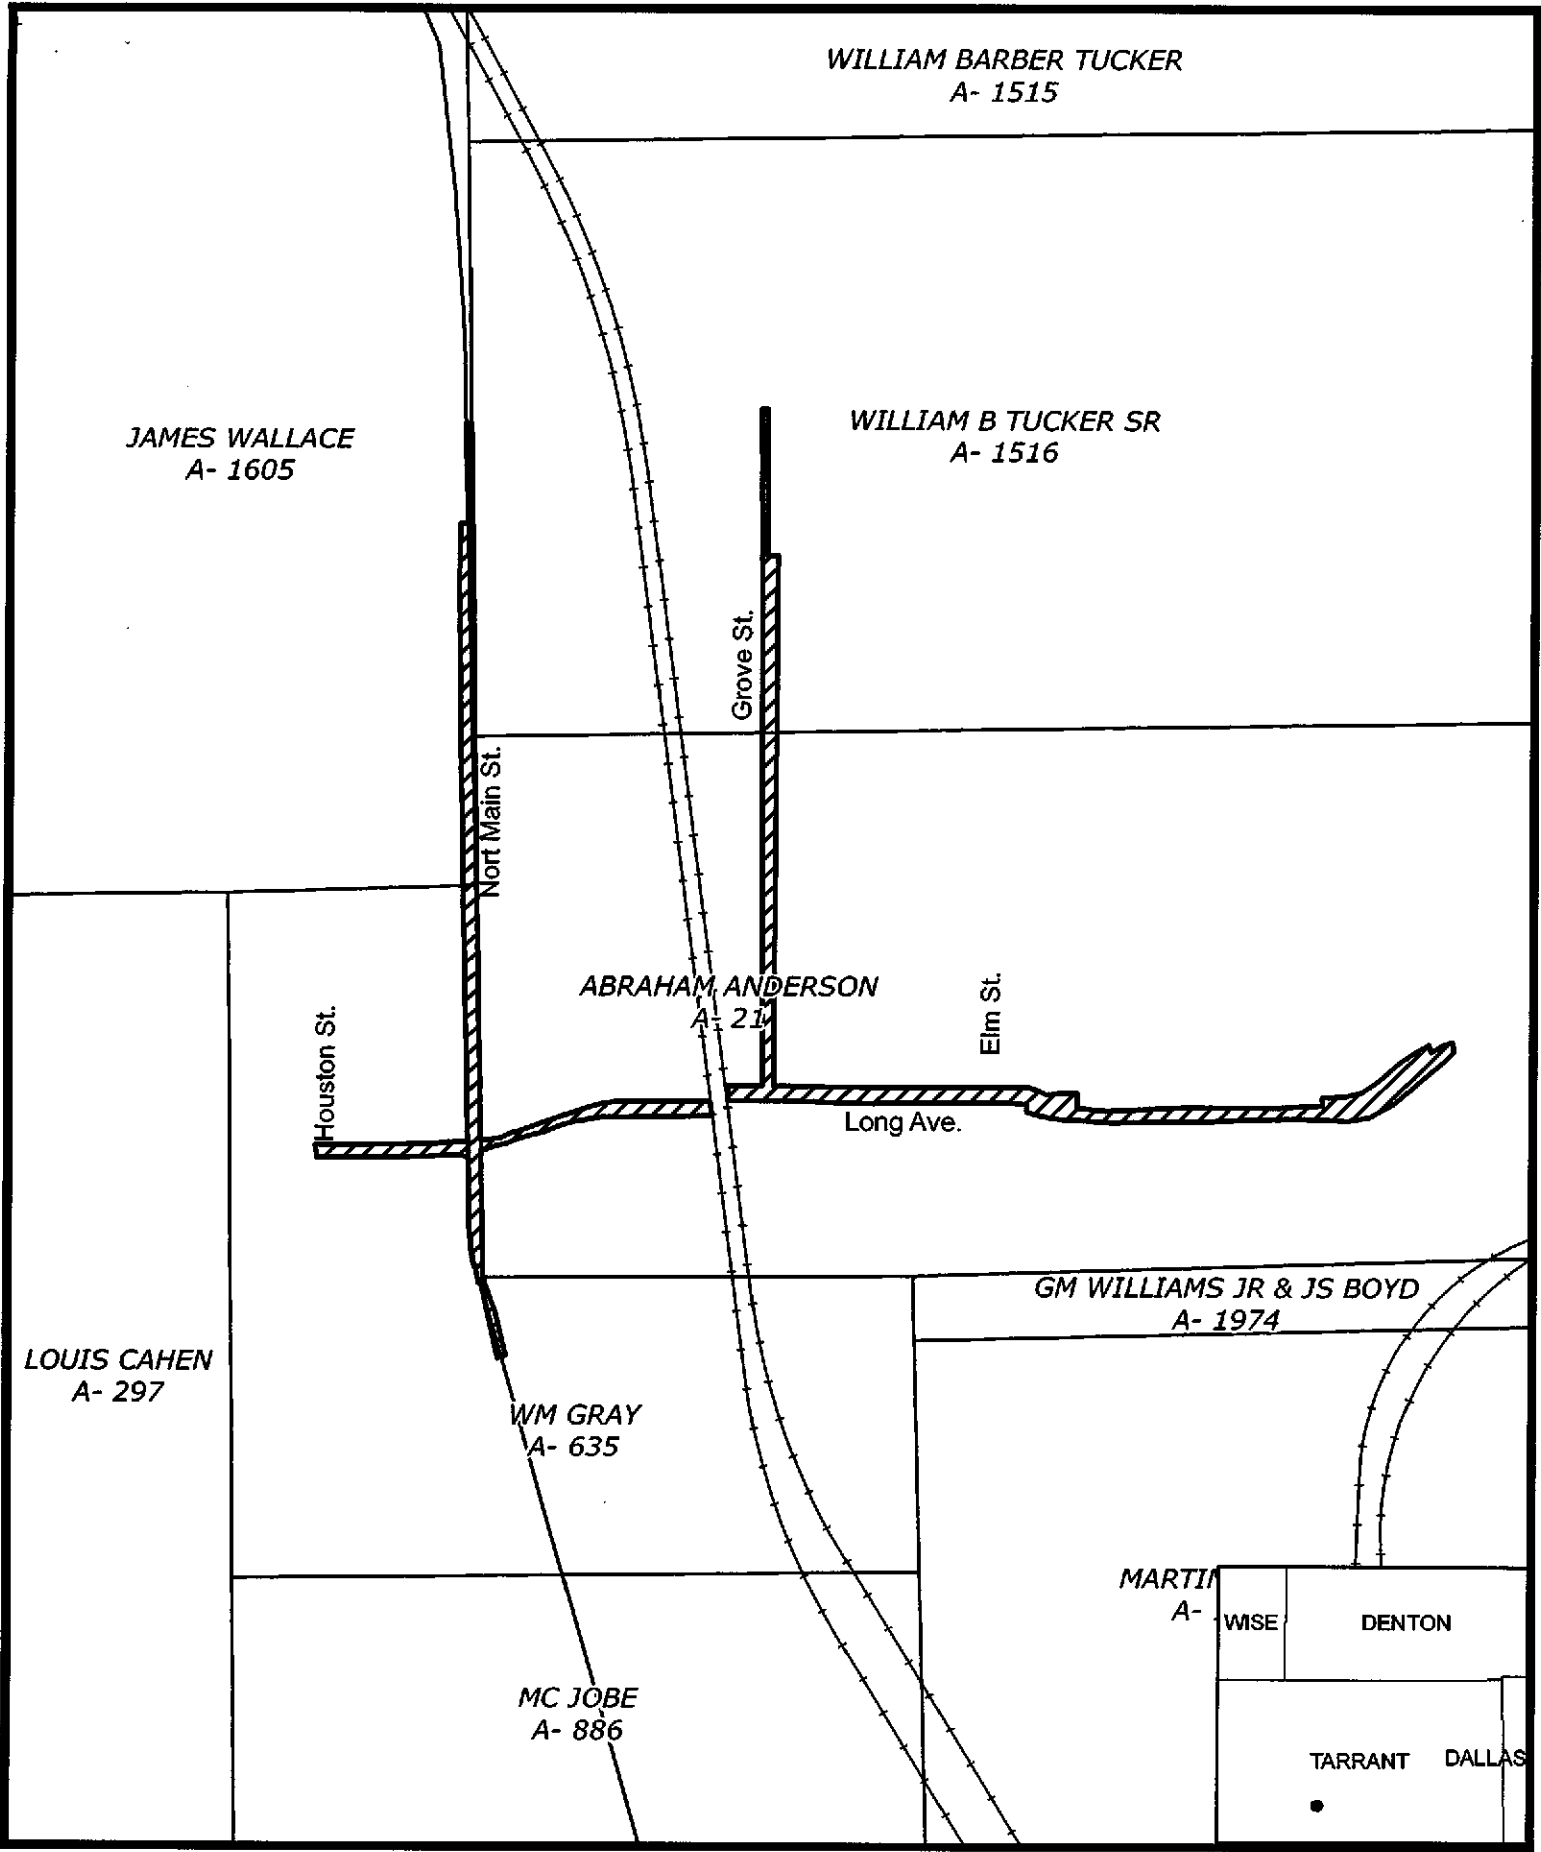 WILLIAM BARBER TUCKER
A- 1515
JAMES WALLACE
A- 1605
WILLIAM B TUCKER SR
A- 1516
Grove St.
Nort Main St.
ABRAHAM ANDERSON
A- 21
Elm St.
Houston St.
Long Ave.
GM WILLIAMS JR & JS BOYD
A- 1974
LOUIS CAHEN
A- 297
WM GRAY
A- 635
A-
WISE
DENTON
MC JOBE
A- 886
TARRANT
DALLAS